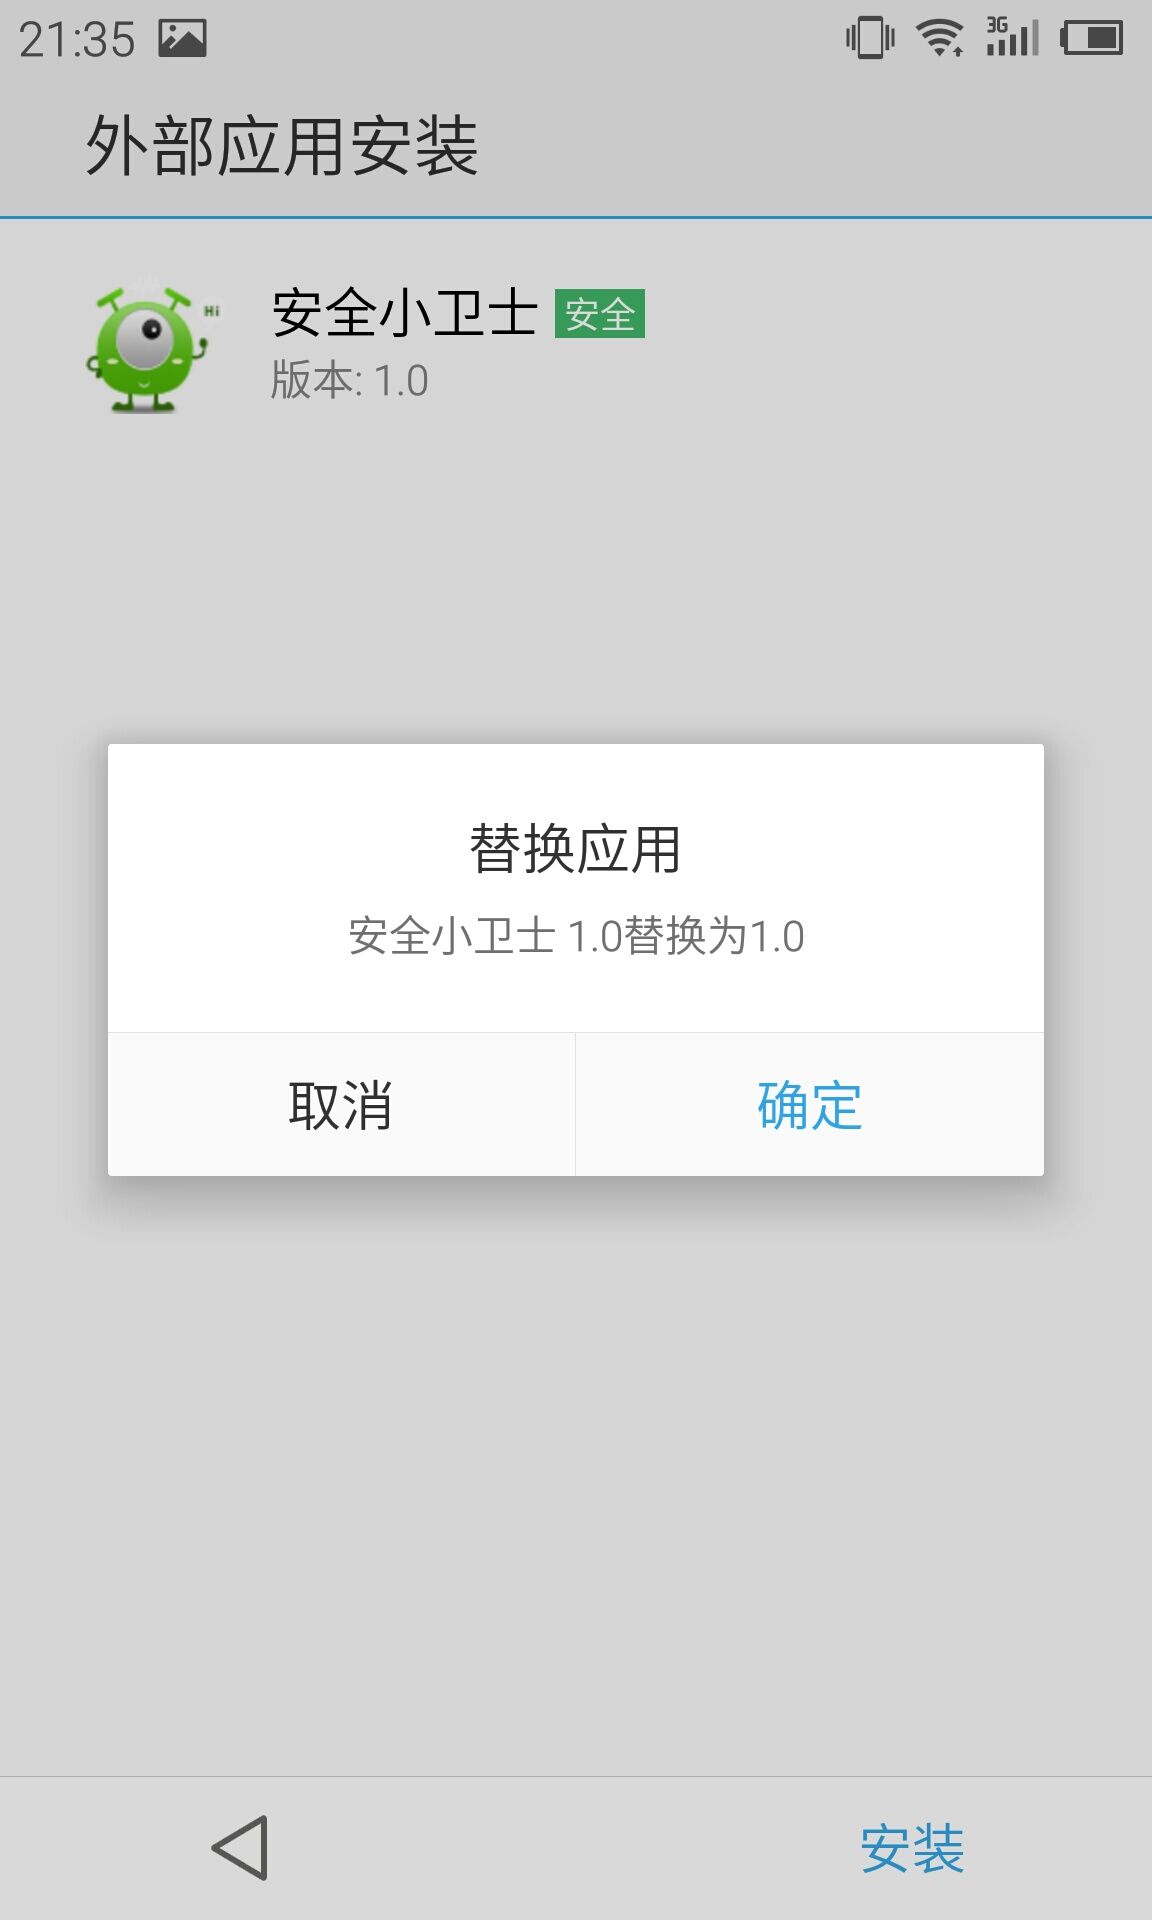 21:35
3G
外部应用安装
Hi
安全小卫士 安全
版本: 1.0
替换应用
安全小卫士 1.0替换为1.0
取消
确定
安装